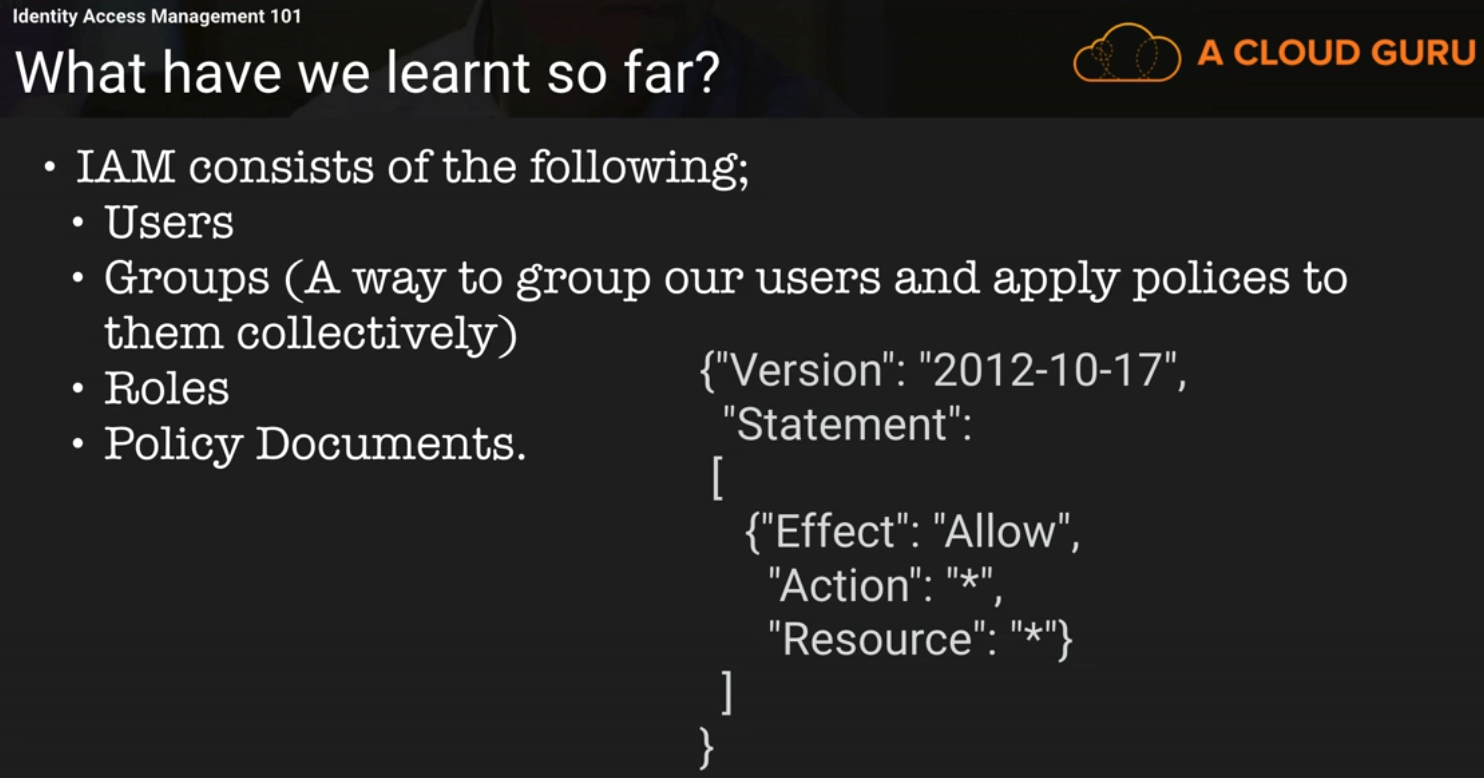 Identity Access Management 101
What have we learnt so far?
A CLOUD GURU
• IAM consists of the following;
• Users
• Groups (A way to group our users and apply polices to
them collectively)
• Roles
• Policy Documents.
{"Version": "2012-10-17",
"Statement":
[
{"Effect": "Allow",
"Action": "*",
"Resource": "*"}
]
}